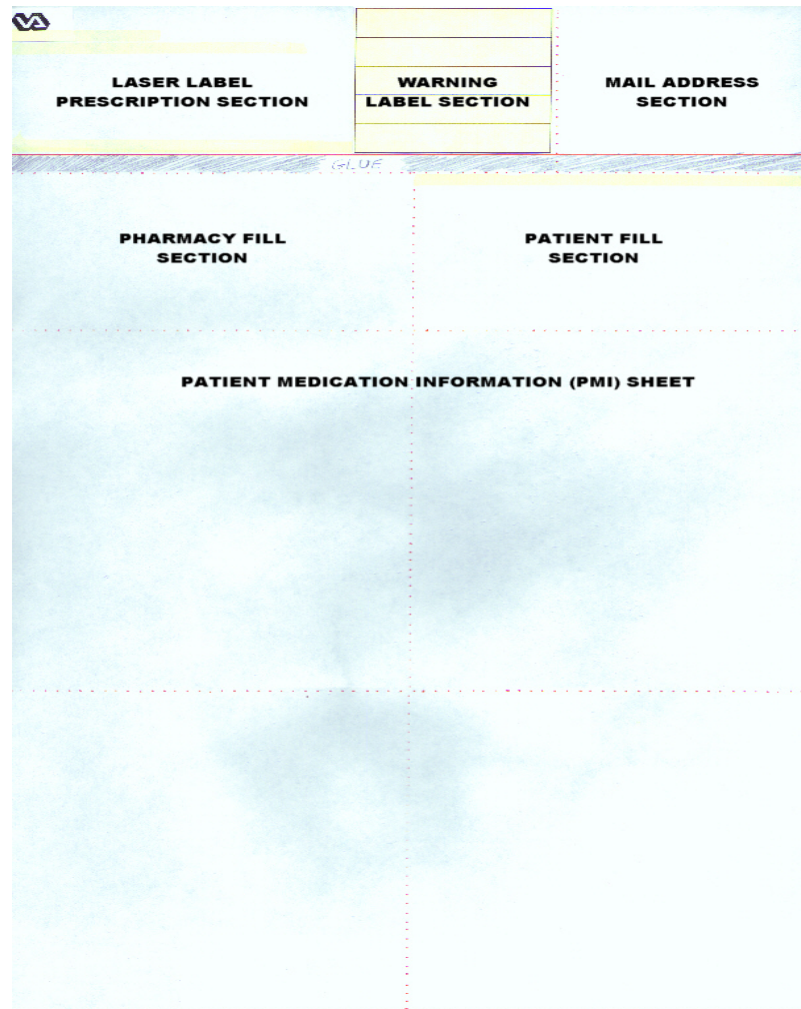 VA
LASER LABEL
PRESCRIPTION SECTION
WARNING
LABEL SECTION
MAIL ADDRESS
SECTION
GLUE
PHARMACY FILL
SECTION
PATIENT FILL
SECTION
PATIENT MEDICATION INFORMATION (PMI) SHEET